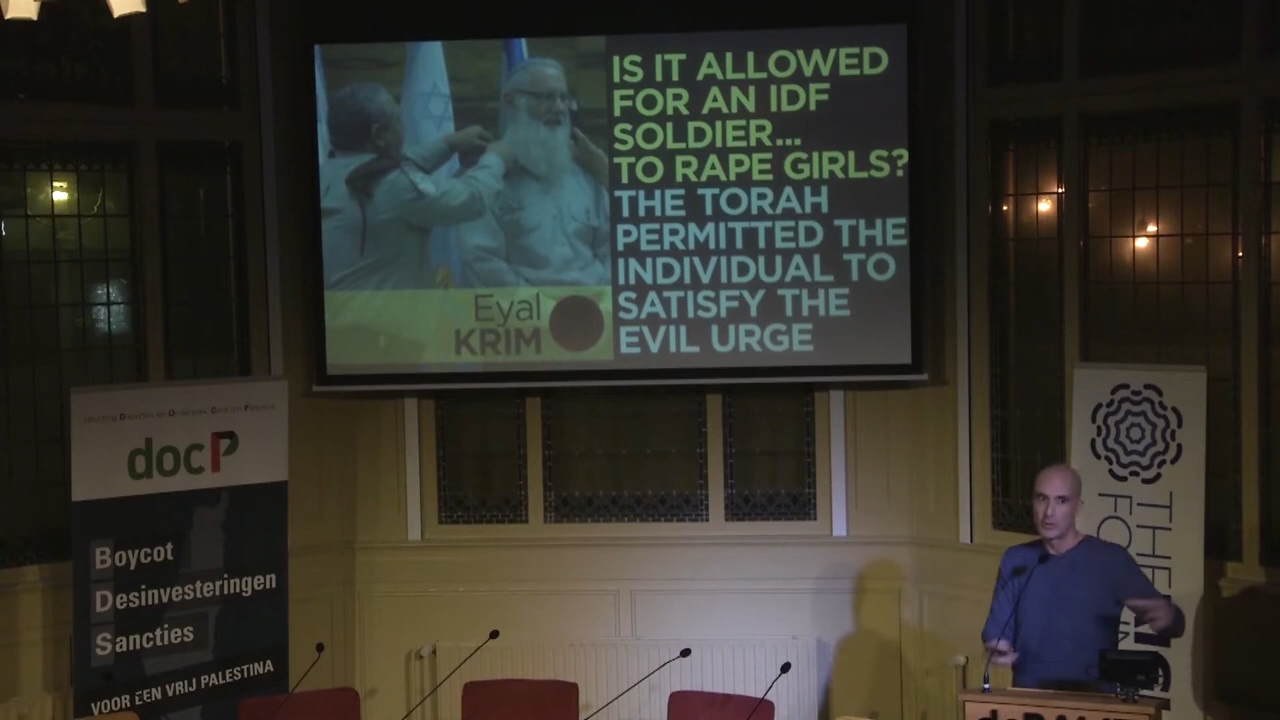 IS IT ALLOWED
FOR AN IDF
SOLDIER...
TO RAPE GIRLS?
THE TORAH
PERMITTED THE
INDIVIDUAL TO
SATISFY THE
EVIL URGE
Eyal
KRIM
docP
Boycot
Desinvesteringen
Sancties
VOOR EEN VRIJ PALESTINA
THE